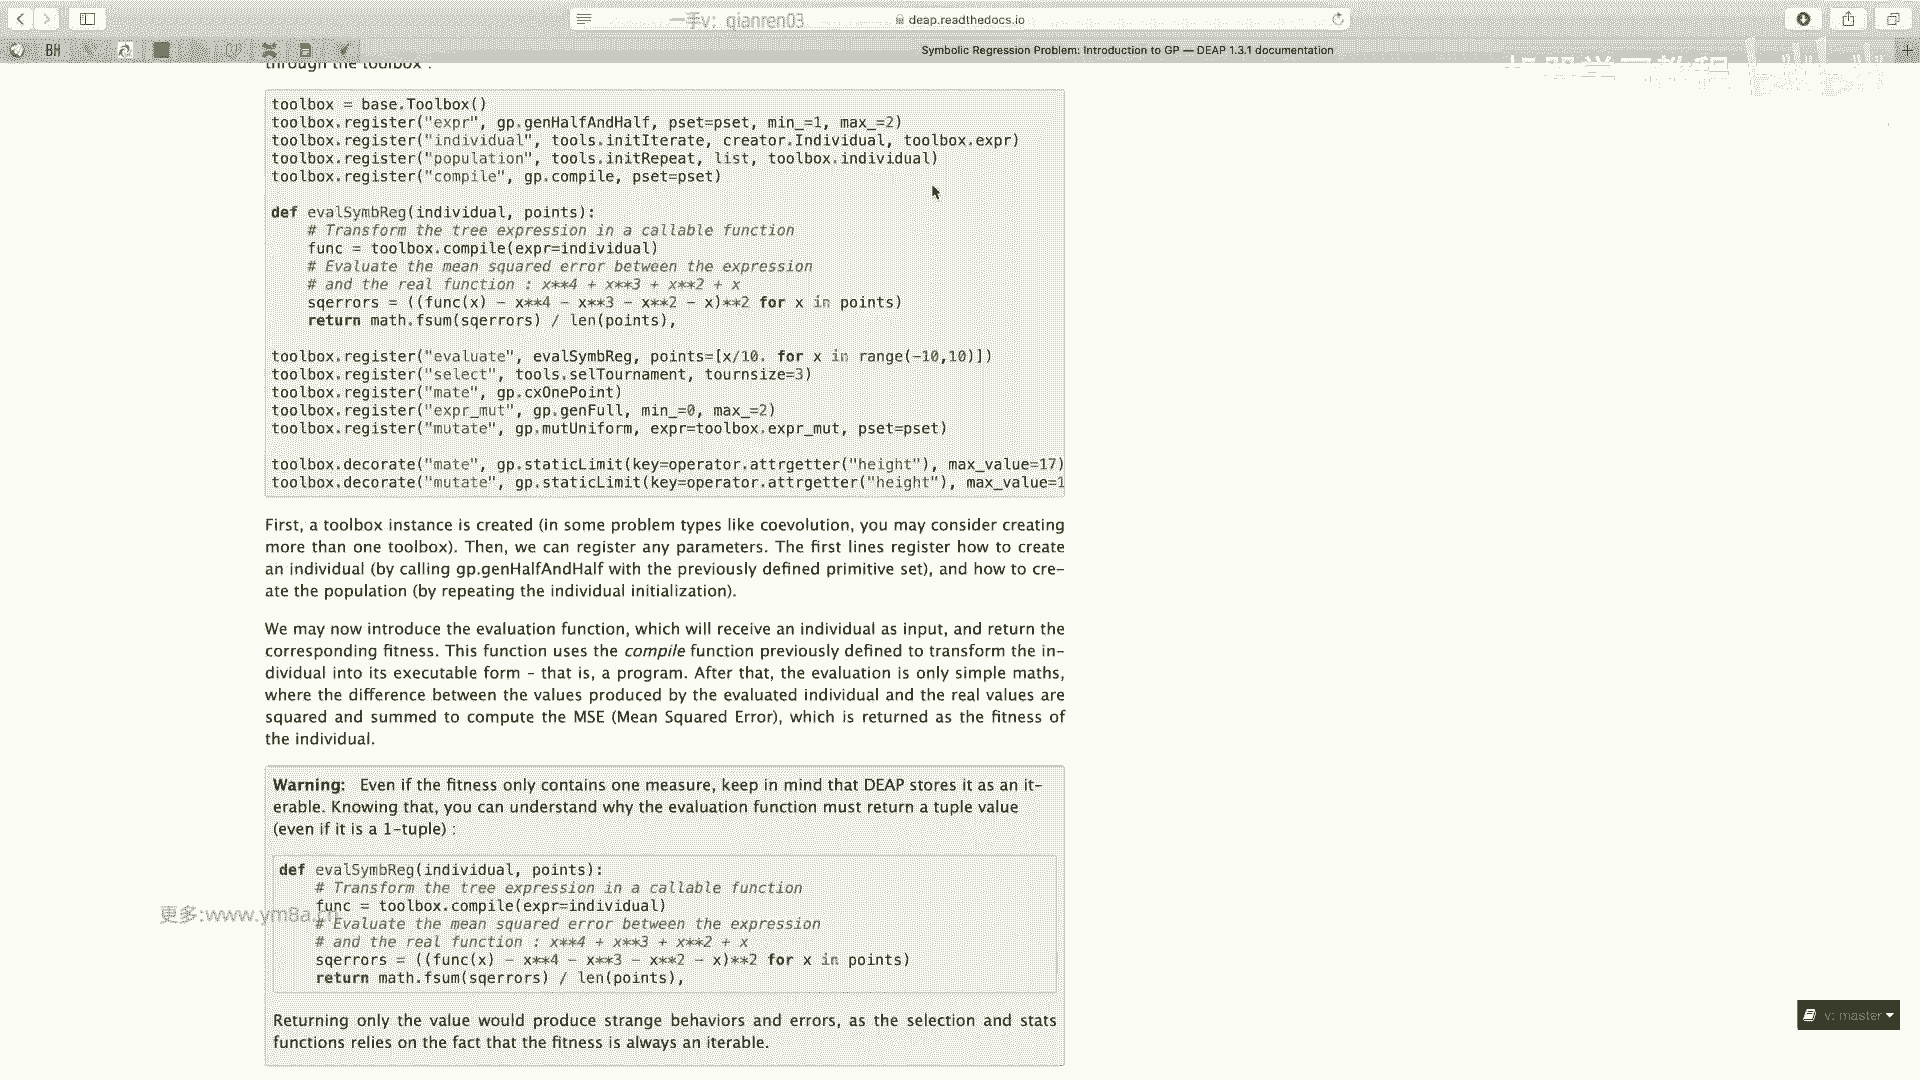 一手v: qianren03
deap.readthedocs.io
BH
Symbolic Regression Problem: Introduction to GP — DEAP 1.3.1 documentation
机器学习教程
through the toolbox :
toolbox = base.Toolbox()
toolbox.register("expr", gp.genHalfAndHalf, pset=pset, min_=1, max_=2)
toolbox.register("individual", tools.initIterate, creator.Individual, toolbox.expr)
toolbox.register("population", tools.initRepeat, list, toolbox.individual)
toolbox.register("compile", gp.compile, pset=pset)
def evalSymbReg(individual, points):
# Transform the tree expression in a callable function
func = toolbox.compile(expr=individual)
# Evaluate the mean squared error between the expression
# and the real function : x**4 + x**3 + x**2 + x
sqerrors = ((func(x) - x**4 - x**3 - x**2 - x)**2 for x in points)
return math.fsum(sqerrors) / len(points),
toolbox.register("evaluate", evalSymbReg, points=[x/10. for x in range(-10,10)])
toolbox.register("select", tools.selTournament, tournsize=3)
toolbox.register("mate", gp.cxOnePoint)
toolbox.register("expr_mut", gp.genFull, min_=0, max_=2)
toolbox.register("mutate", gp.mutUniform, expr=toolbox.expr_mut, pset=pset)
toolbox.decorate("mate", gp.staticLimit(key=operator.attrgetter("height"), max_value=17)
toolbox.decorate("mutate", gp.staticLimit(key=operator.attrgetter("height"), max_value=1
First, a toolbox instance is created (in some problem types like coevolution, you may consider creating
more than one toolbox). Then, we can register any parameters. The first lines register how to create
an individual (by calling gp.genHalfAndHalf with the previously defined primitive set), and how to cre-
ate the population (by repeating the individual initialization).
We may now introduce the evaluation function, which will receive an individual as input, and return the
corresponding fitness. This function uses the compile function previously defined to transform the in-
dividual into its executable form – that is, a program. After that, the evaluation is only simple maths,
where the difference between the values produced by the evaluated individual and the real values are
squared and summed to compute the MSE (Mean Squared Error), which is returned as the fitness of
the individual.
Warning: Even if the fitness only contains one measure, keep in mind that DEAP stores it as an it-
erable. Knowing that, you can understand why the evaluation function must return a tuple value
(even if it is a 1-tuple) :
def evalSymbReg(individual, points):
# Transform the tree expression in a callable function
func = toolbox.compile(expr=individual)
# Evaluate the mean squared error between the expression
# and the real function : x**4 + x**3 + x**2 + x
sqerrors = ((func(x) - x**4 - x**3 - x**2 - x)**2 for x in points)
return math.fsum(sqerrors) / len(points),
更多:www.ym8a.cn
Returning only the value would produce strange behaviors and errors, as the selection and stats
functions relies on the fact that the fitness is always an iterable.
v: master